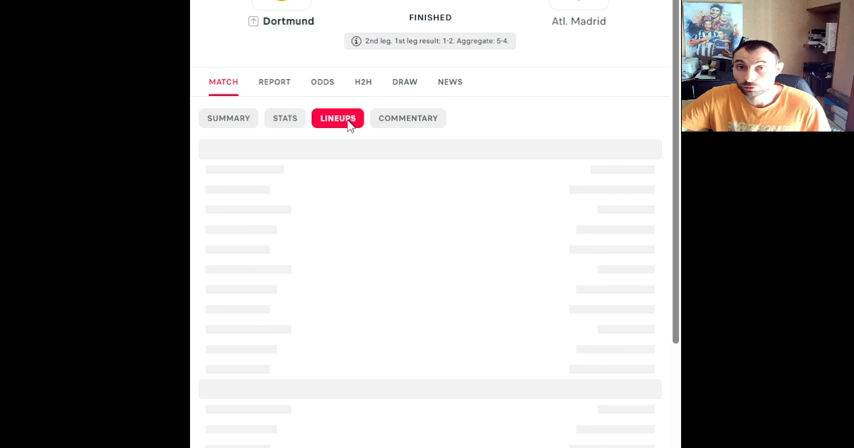 Dortmund
FINISHED
Atl. Madrid
2nd leg. 1st leg result: 1-2. Aggregate: 5-4.
MATCH REPORT ODDS H2H DRAW NEWS
SUMMARY STATS LINEUPS COMMENTARY